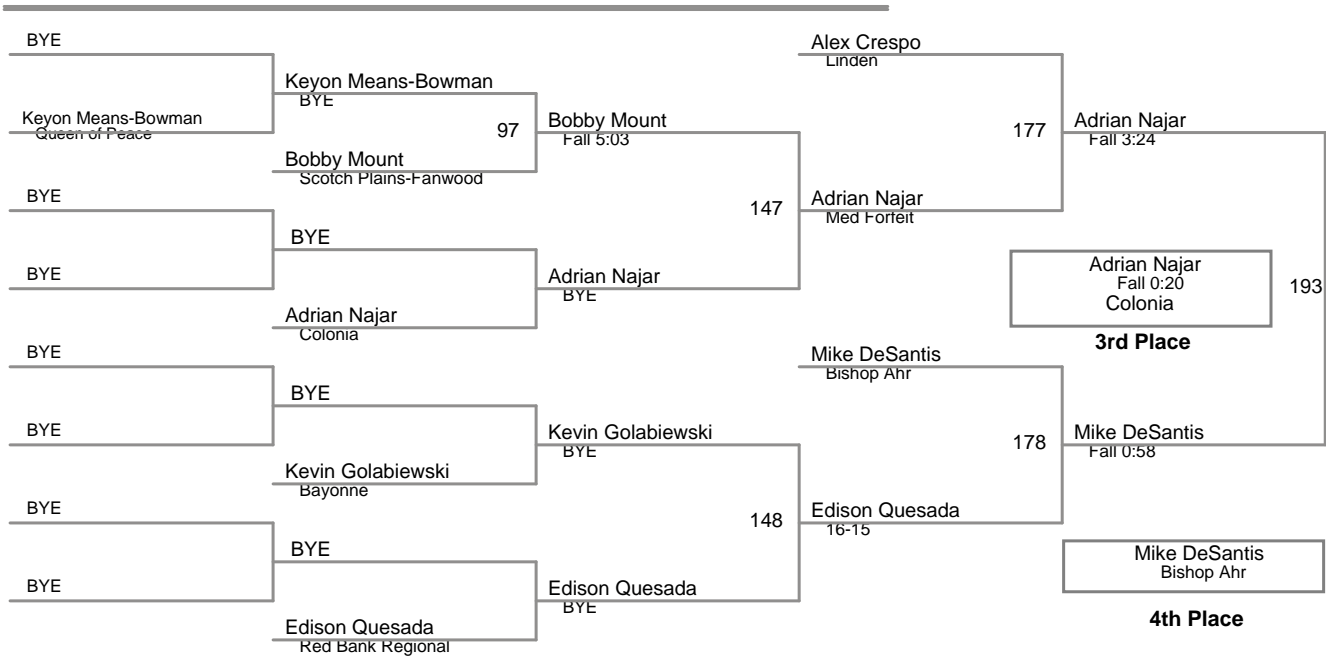 BYE
Keyon Means-Bowman
Queen of Peace
BYE
BYE
BYE
BYE
BYE
BYE
Keyon Means-Bowman
BYE
97
Bobby Mount
Scotch Plains-Fanwood
BYE
Adrian Najar
Colonia
BYE
Kevin Golabiewski
Bayonne
BYE
Edison Quesada
Red Bank Regional
Bobby Mount
Fall 5:03
147
Adrian Najar
BYE
Kevin Golabiewski
BYE
148
Edison Quesada
BYE
Alex Crespo
Linden
177
Adrian Najar
Med Forfeit
Mike DeSantis
Bishop Ahr
178
Edison Quesada
16-15
Adrian Najar
Fall 3:24
Adrian Najar
Fall 0:20
Colonia
193
3rd Place
Mike DeSantis
Fall 0:58
Mike DeSantis
Bishop Ahr
4th Place